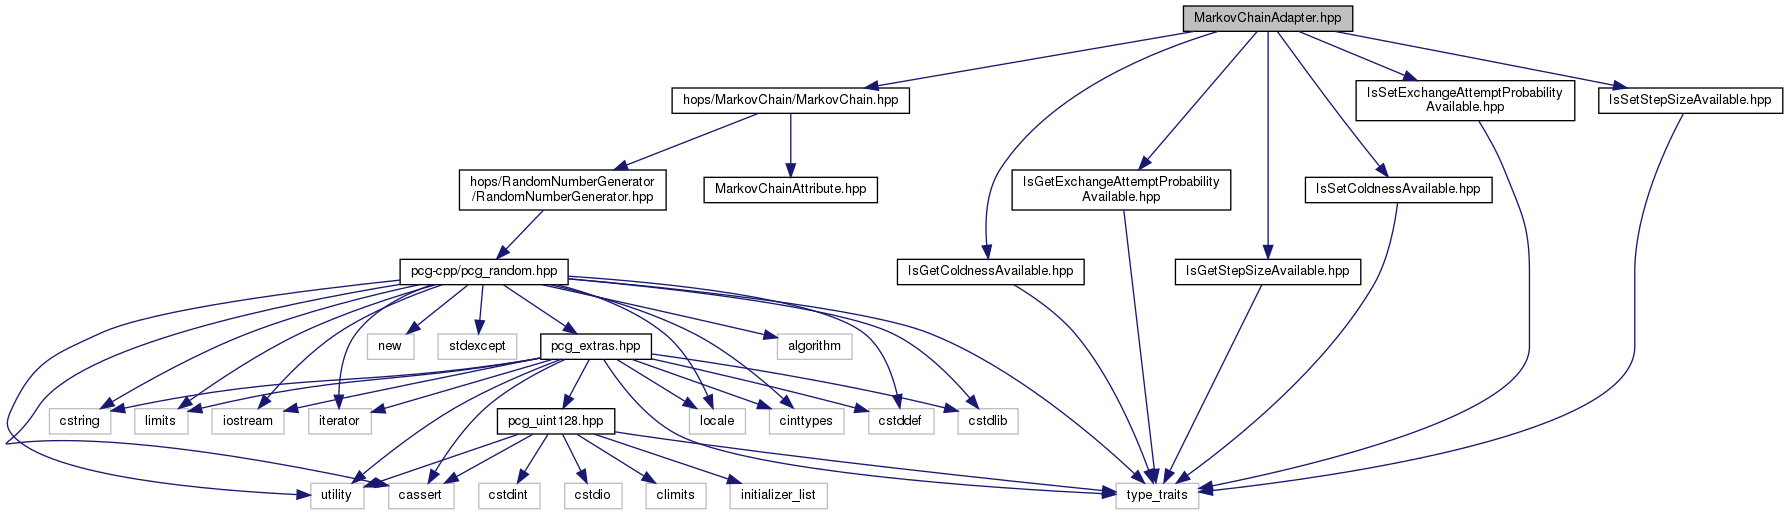 MarkovChainAdapter.hpp
hops/MarkovChain/MarkovChain.hpp
IsSetExchangeAttemptProbability
Available.hpp
IsSetStepSizeAvailable.hpp
hops/RandomNumberGenerator
/RandomNumberGenerator.hpp
MarkovChainAttribute.hpp
IsGetExchangeAttemptProbability
Available.hpp
IsSetColdnessAvailable.hpp
pcg-cpp/pcg_random.hpp
IsGetColdnessAvailable.hpp
IsGetStepSizeAvailable.hpp
new
stdexcept
pcg_extras.hpp
algorithm
cstring
limits
iostream
iterator
pcg_uint128.hpp
locale
cinttypes
cstddef
cstdlib
utility
cassert
cstdint
cstdio
climits
initializer_list
type_traits